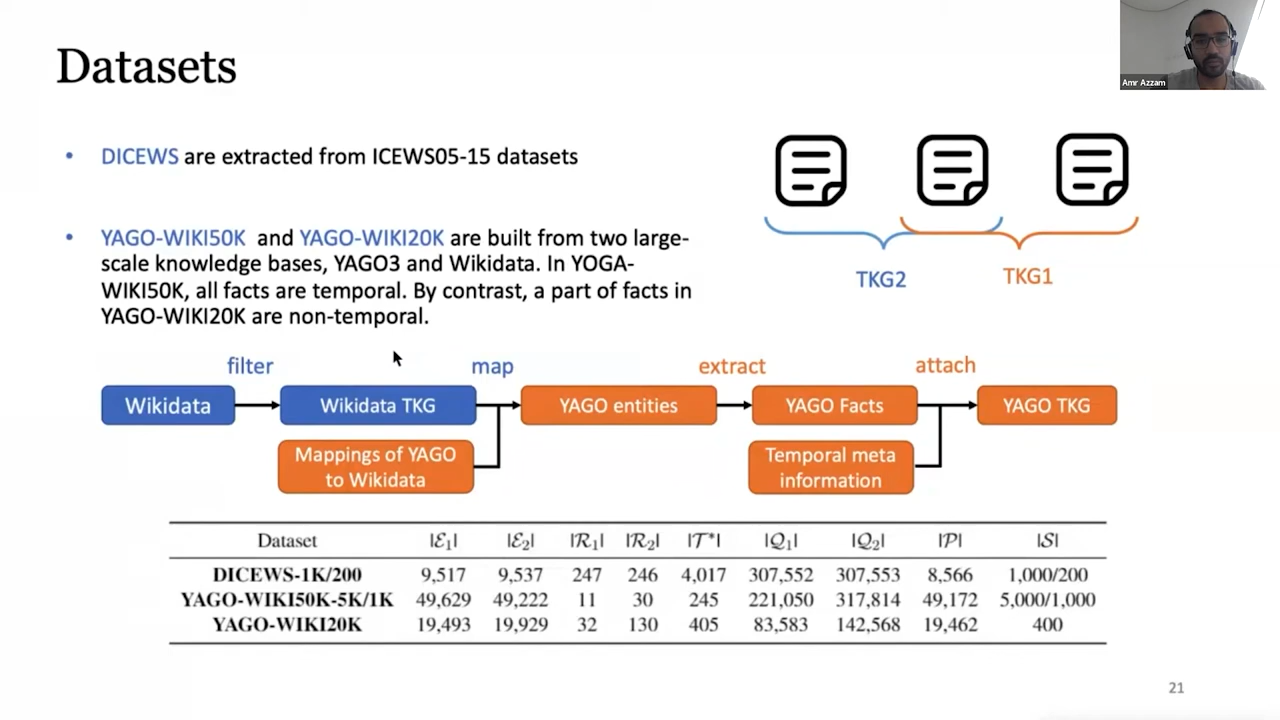 Datasets
Amr Azzam
• DICEWS are extracted from ICEWS05-15 datasets
• YAGO-WIKI50K and YAGO-WIKI20K are built from two large-
scale knowledge bases, YAGO3 and Wikidata. In YOGA-
WIKI50K, all facts are temporal. By contrast, a part of facts in
YAGO-WIKI20K are non-temporal.
TKG2
TKG1
filter map extract attach
Wikidata Wikidata TKG YAGO entities YAGO Facts YAGO TKG
Mappings of YAGO
to Wikidata
Temporal meta
information
Dataset |ℰ₁| |ℰ₂| |ℛ₁| |ℛ₂| |𝒯*| |𝒬₁| |𝒬₂| |𝒫| |𝒮|
DICEWS-1K/200 9,517 9,537 247 246 4,017 307,552 307,553 8,566 1,000/200
YAGO-WIKI50K-5K/1K 49,629 49,222 11 30 245 221,050 317,814 49,172 5,000/1,000
YAGO-WIKI20K 19,493 19,929 32 130 405 83,583 142,568 19,462 400
21